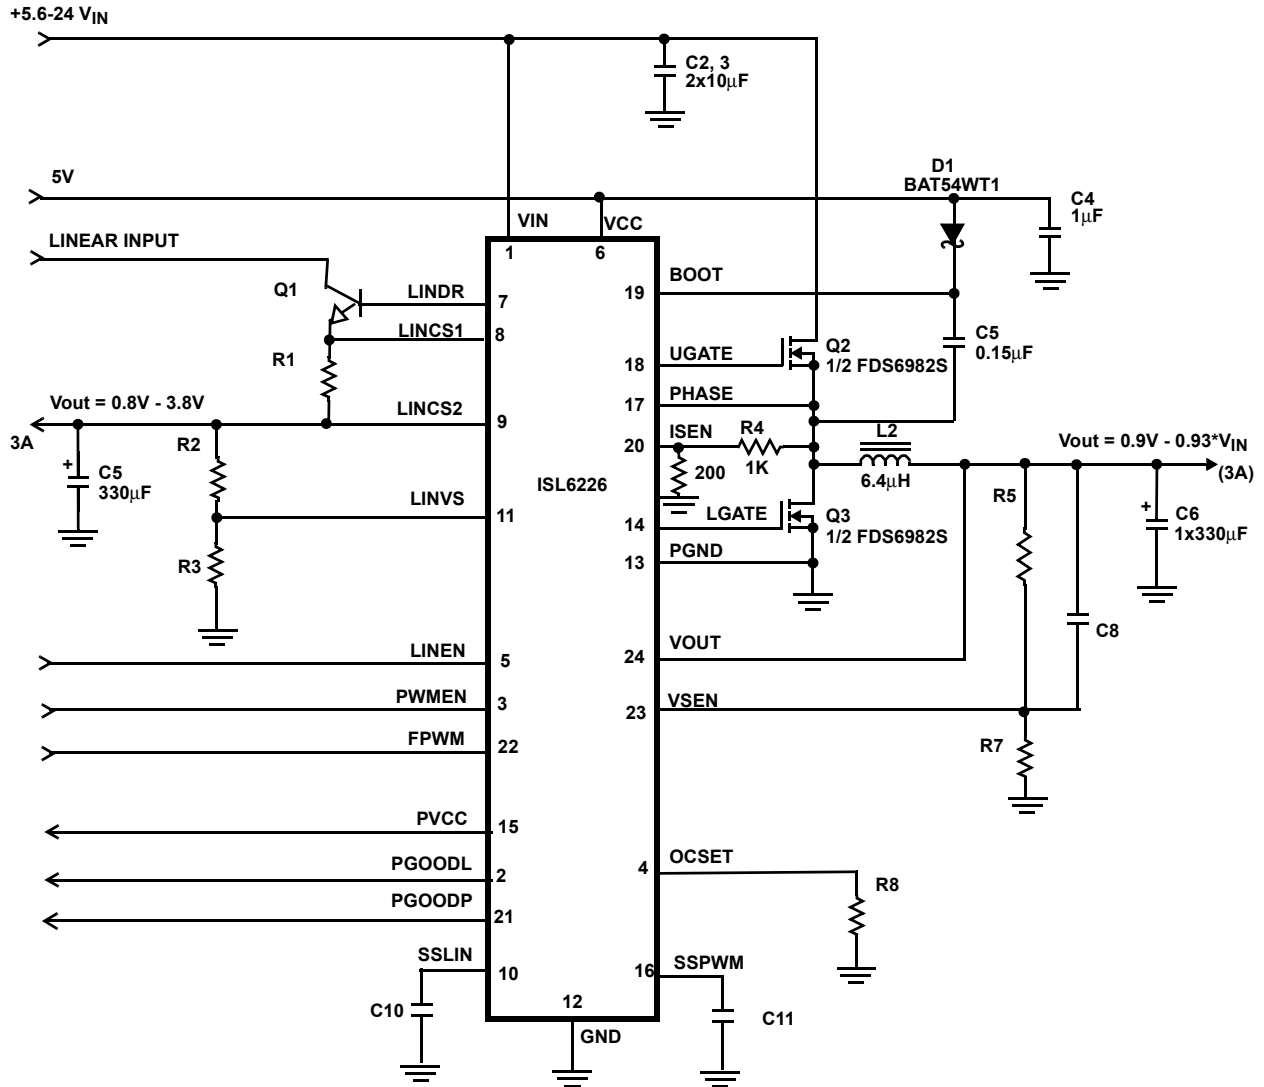 +5.6-24 VIN
C2, 3
2x10μF
5V
D1
BAT54WT1
C4
1μF
VIN
VCC
LINEAR INPUT
1
6
BOOT
19
Q1
LINDR
7
LINCS1
8
C5
0.15μF
R1
UGATE
18
Q2
1/2 FDS6982S
PHASE
17
Vout = 0.8V - 3.8V
LINCS2
9
3A
R2
ISEN
20
R4
1K
L2
6.4μH
Vout = 0.9V - 0.93*VIN
(3A)
+
C5
330μF
200
ISL6226
R5
LINVS
11
LGATE
14
Q3
1/2 FDS6982S
+
C6
1x330μF
R3
PGND
13
C8
LINEN
5
VOUT
24
PWMEN
3
VSEN
23
FPWM
22
R7
PVCC
15
PGOODL
2
OCSET
4
R8
PGOODP
21
SSLIN
10
SSPWM
16
C10
12
C11
GND